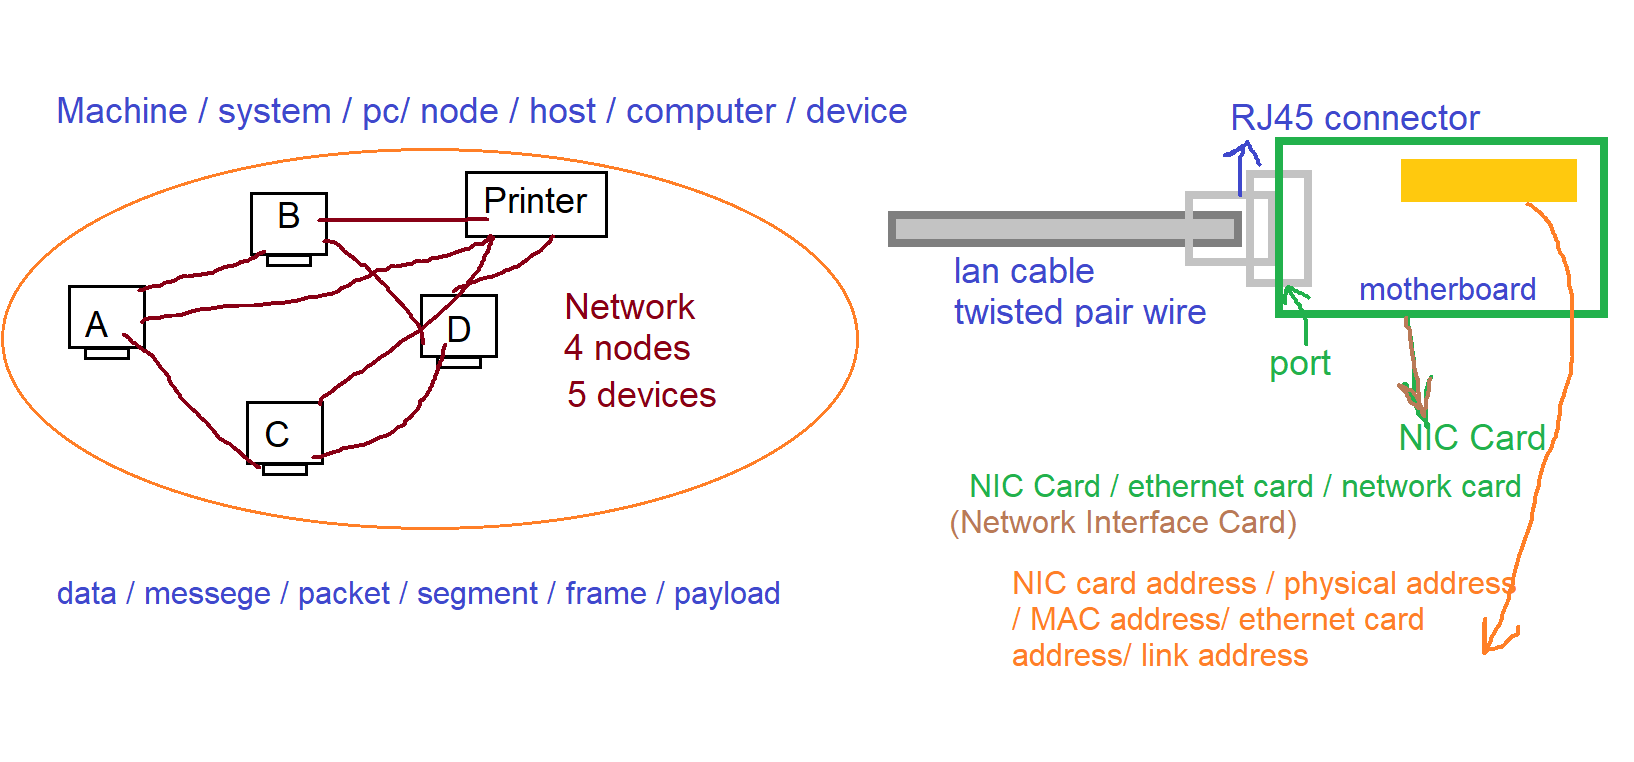 Machine / system / pc/ node / host / computer / device
B
Printer
A
D
C
Network
4 nodes
5 devices
data / messege / packet / segment / frame / payload
RJ45 connector
lan cable
twisted pair wire
motherboard
port
NIC Card
NIC Card / ethernet card / network card
(Network Interface Card)
NIC card address / physical address
/ MAC address/ ethernet card
address/ link address